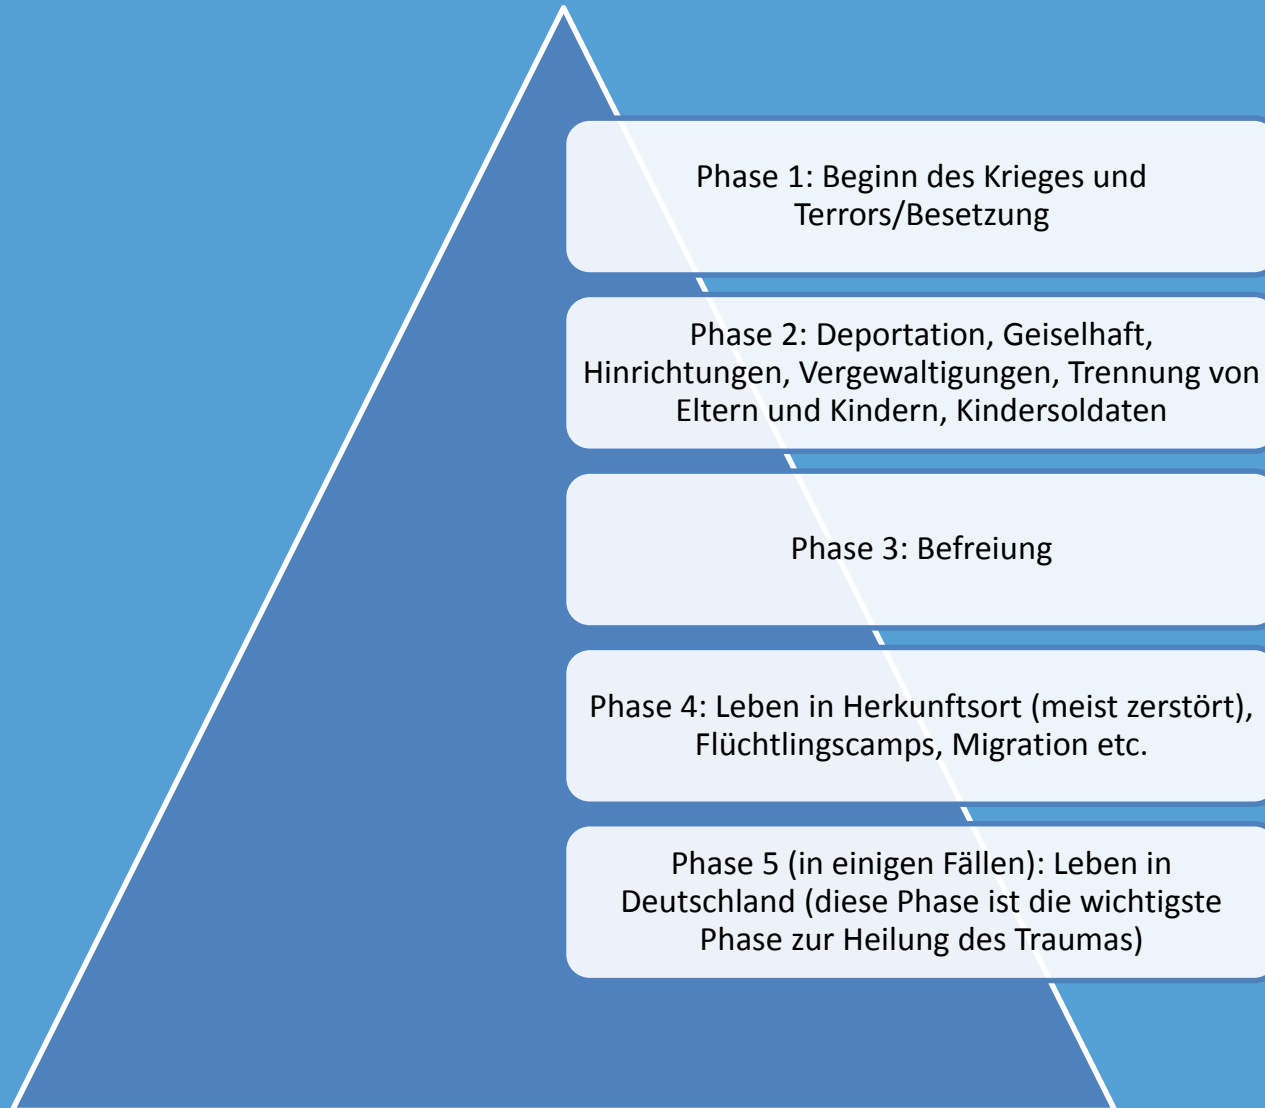 Phase 1: Beginn des Krieges und
Terrors/Besetzung
Phase 2: Deportation, Geiselhaft,
Hinrichtungen, Vergewaltigungen, Trennung von
Eltern und Kindern, Kindersoldaten
Phase 3: Befreiung
Phase 4: Leben in Herkunftsort (meist zerstört),
Flüchtlingscamps, Migration etc.
Phase 5 (in einigen Fällen): Leben in
Deutschland (diese Phase ist die wichtigste
Phase zur Heilung des Traumas)